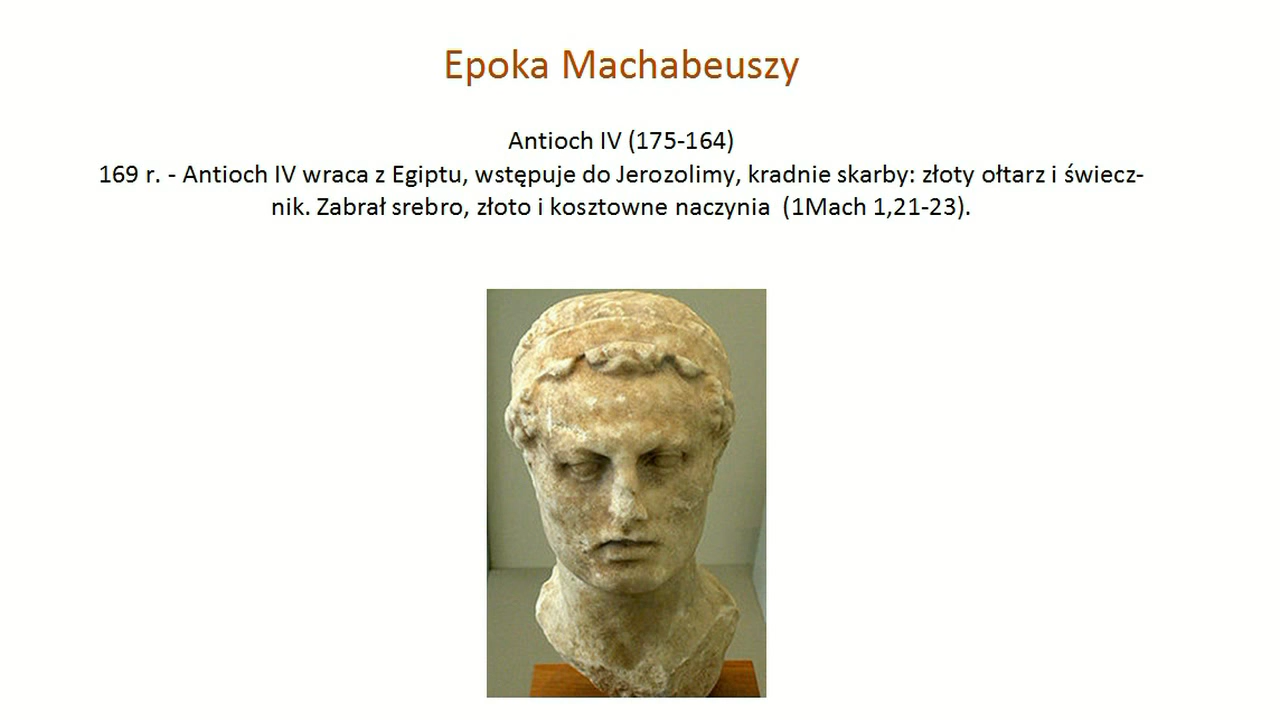 Epoka Machabeuszy
Antioch IV (175-164)
169 r. - Antioch IV wraca z Egiptu, wstępuje do Jerozolimy, kradnie skarby: złoty ołtarz i świecz-
nik. Zabrał srebro, złoto i kosztowne naczynia (1Mach 1,21-23).